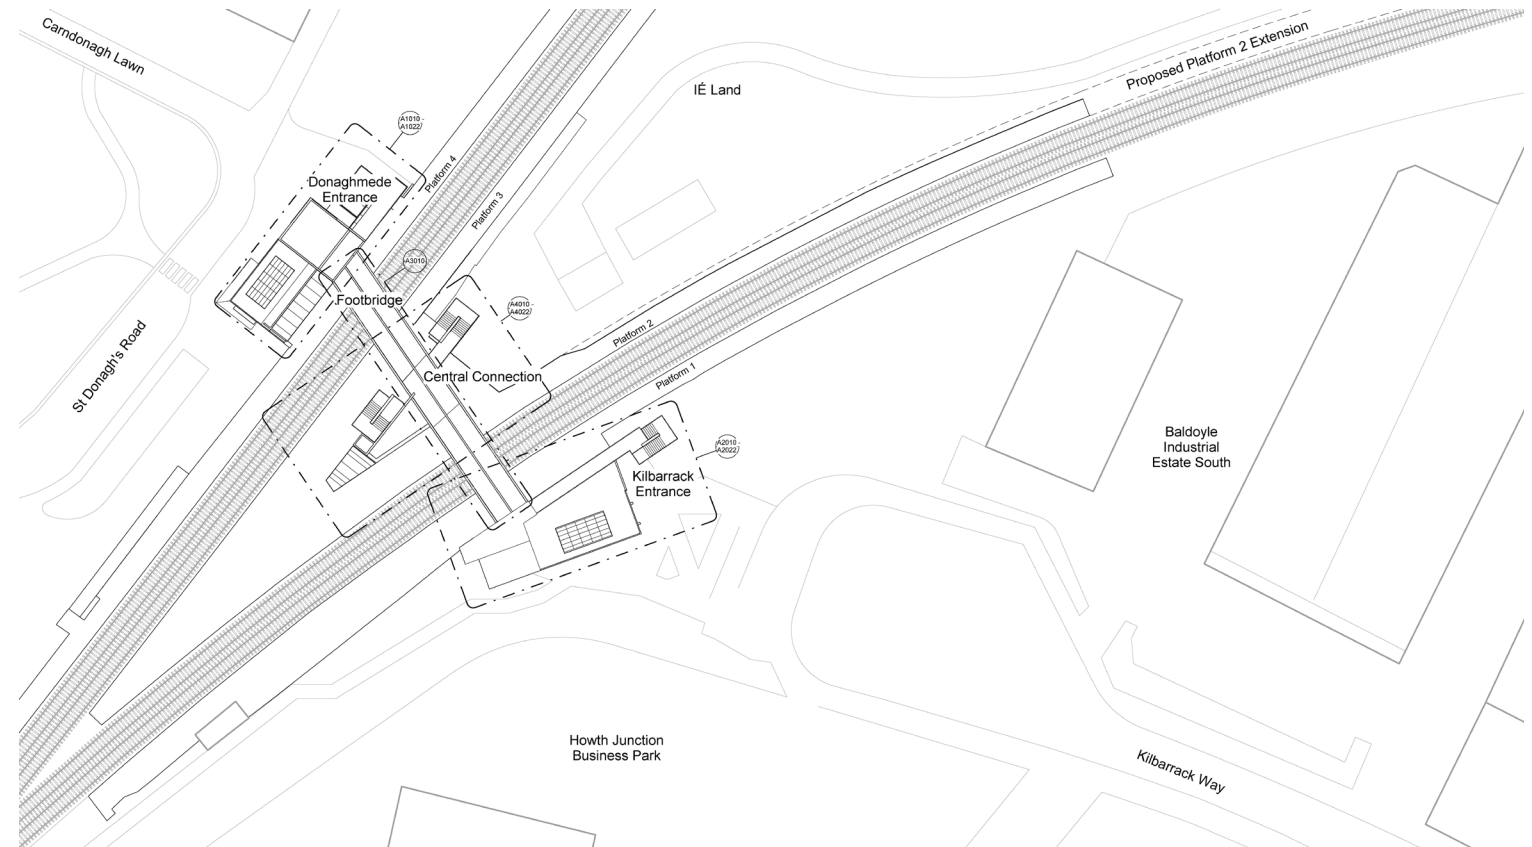 Carndonagh Lawn
IÉ Land
Proposed Platform 2 Extension
A1010 -
A1022
Platform 4
Donaghmede
Entrance
Platform 3
A3010
Footbridge
A4010 -
A4022
St Donagh's Road
Platform 2
Central Connection
Platform 1
A2010 -
A2022
Kilbarrack
Entrance
Baldoyle
Industrial
Estate South
Howth Junction
Business Park
Kilbarrack Way